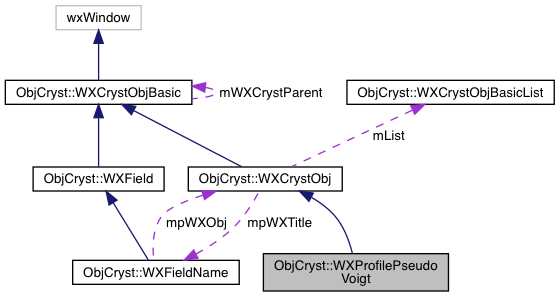 wxWindow
ObjCryst::WXCrystObjBasic
mWXCrystParent
ObjCryst::WXCrystObjBasicList
mList
ObjCryst::WXField
ObjCryst::WXCrystObj
mpWXObj
mpWXTitle
ObjCryst::WXFieldName
ObjCryst::WXProfilePseudo
Voigt